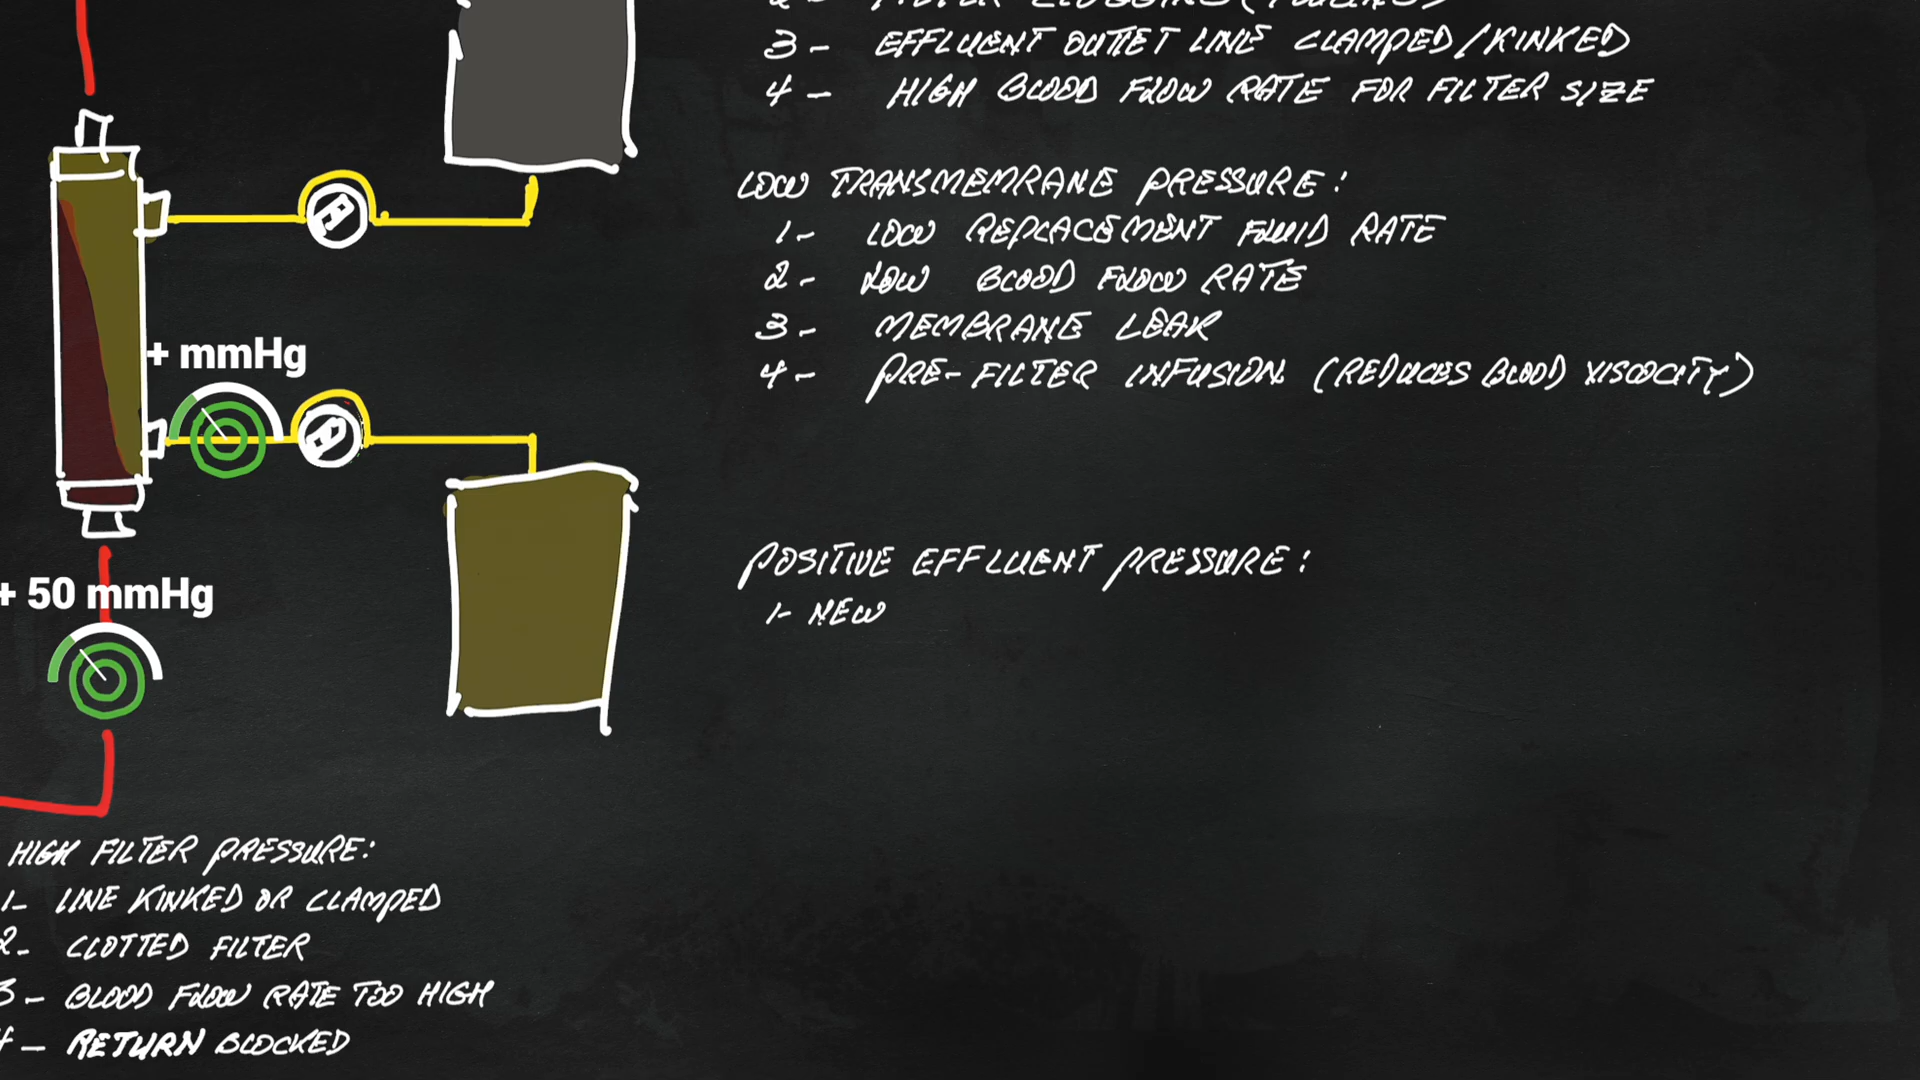 3- EFFLUENT OUTLET LINE CLAMPED/KINKED
4- HIGH BLOOD FLOW RATE FOR FILTER SIZE
LOW TRANSMEMRANE PRESSURE:
1- LOW REPLACEMENT FLUID RATE
2- LOW BLOOD FLOW RATE
3- MEMBRANE LEAK
4- PRE-FILTER INFUSION (REDUCES BLOOD VISCOCITY)
+ mmHg
POSITIVE EFFLUENT PRESSURE:
1- NEW
+ 50 mmHg
HIGH FILTER PRESSURE:
1- LINE KINKED OR CLAMPED
2- CLOTTED FILTER
3- BLOOD FLOW RATE TOO HIGH
4- RETURN BLOCKED